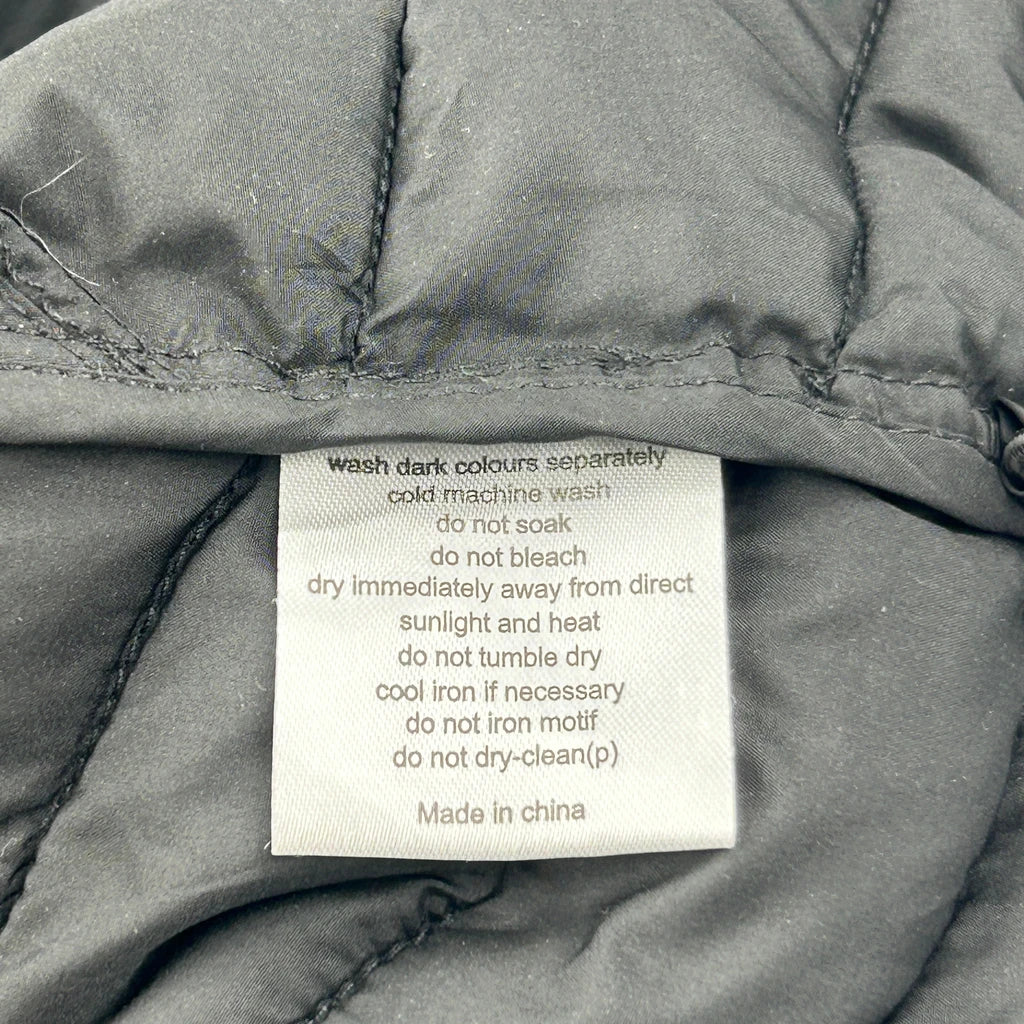 wash dark colours separately
cold machine wash
do not soak
do not bleach
dry immediately away from direct
sunlight and heat
do not tumble dry
cool iron if necessary
do not iron motif
do not dry-clean(p)
Made in china